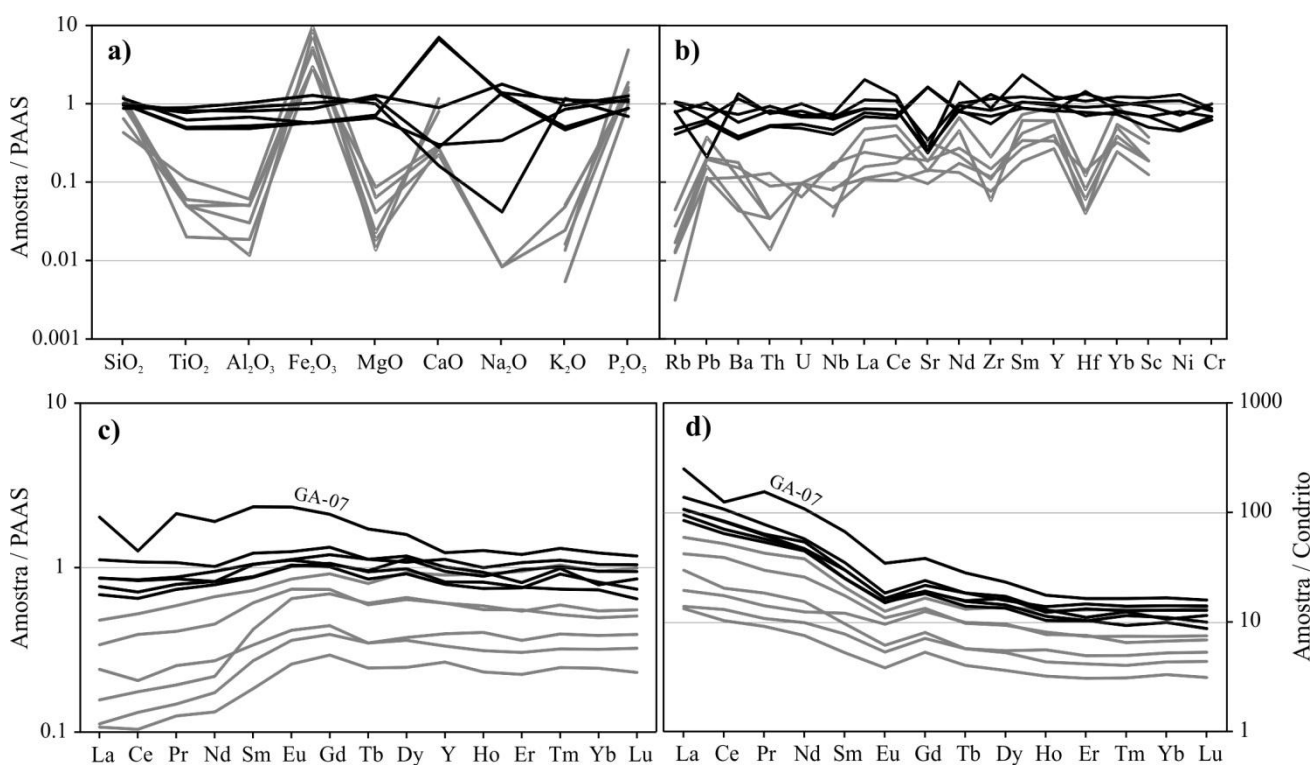 a)
Amostra / PAAS
10
1
0.1
0.01
0.001
SiO₂ TiO₂ Al₂O₃ Fe₂O₃ MgO CaO Na₂O K₂O P₂O₅
b)
Rb Pb Ba Th U Nb La Ce Sr Nd Zr Sm Y Hf Yb Sc Ni Cr
c)
Amostra / PAAS
10
1
0.1
GA-07
La Ce Pr Nd Sm Eu Gd Tb Dy Y Ho Er Tm Yb Lu
d)
GA-07
1000
100
10
1
Amostra / Condrito
La Ce Pr Nd Sm Eu Gd Tb Dy Ho Er Tm Yb Lu